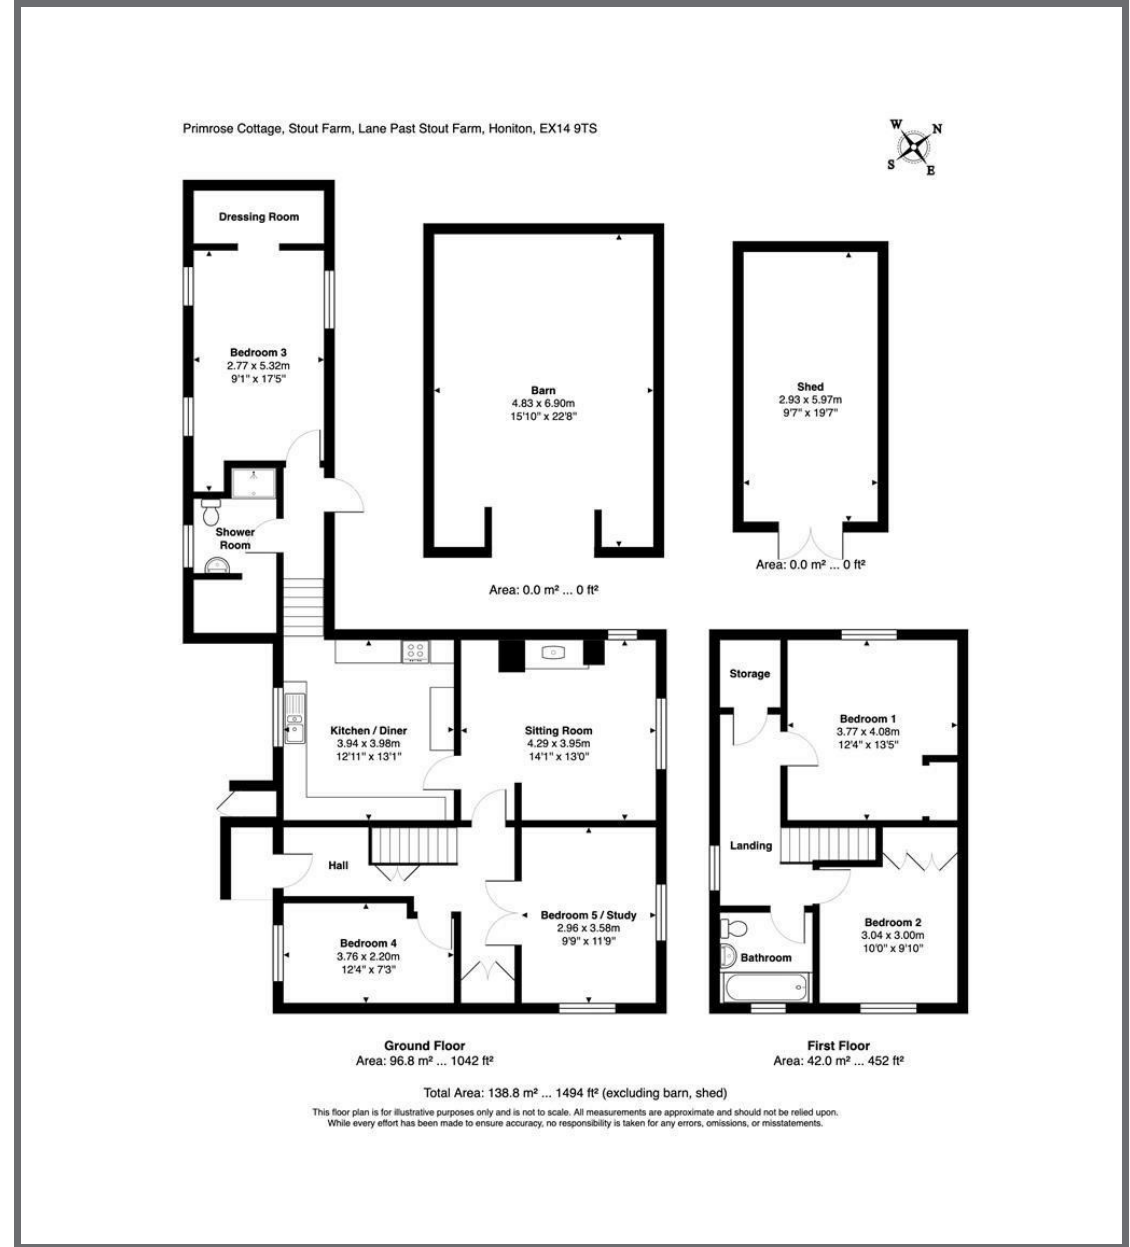 Primrose Cottage, Stout Farm, Lane Past Stout Farm, Honiton, EX14 9TS
W N
S E
Dressing Room
Bedroom 3
2.77 x 5.32m
9'1" x 17'5"
Barn
4.83 x 6.90m
15'10" x 22'8"
Shed
2.93 x 5.97m
9'7" x 19'7"
Shower
Room
Area: 0.0 m² ... 0 ft²
Area: 0.0 m² ... 0 ft²
Kitchen / Diner
3.94 x 3.98m
12'11" x 13'1"
Sitting Room
4.29 x 3.95m
14'1" x 13'0"
Storage
Bedroom 1
3.77 x 4.08m
12'4" x 13'5"
Hall
Landing
Bedroom 4
3.76 x 2.20m
12'4" x 7'3"
Bedroom 5 / Study
2.96 x 3.58m
9'9" x 11'9"
Bedroom 2
3.04 x 3.00m
10'0" x 9'10"
Bathroom
Ground Floor
Area: 96.8 m² ... 1042 ft²
First Floor
Area: 42.0 m² ... 452 ft²
Total Area: 138.8 m² ... 1494 ft² (excluding barn, shed)
This floor plan is for illustrative purposes only and is not to scale. All measurements are approximate and should not be relied upon.
While every effort has been made to ensure accuracy, no responsibility is taken for any errors, omissions, or misstatements.